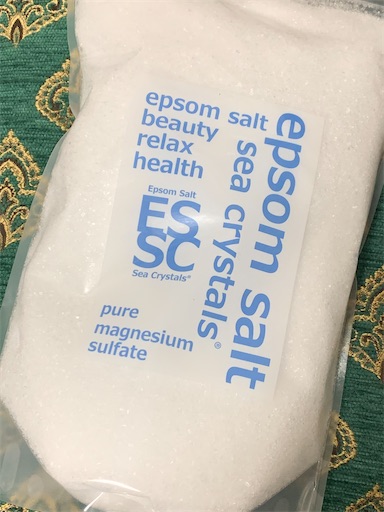 epsom salt
beauty
relax
health
Epsom Salt
ES
SC
Sea Crystals®
pure
magnesium
sulfate
epsom salt
sea crystals®